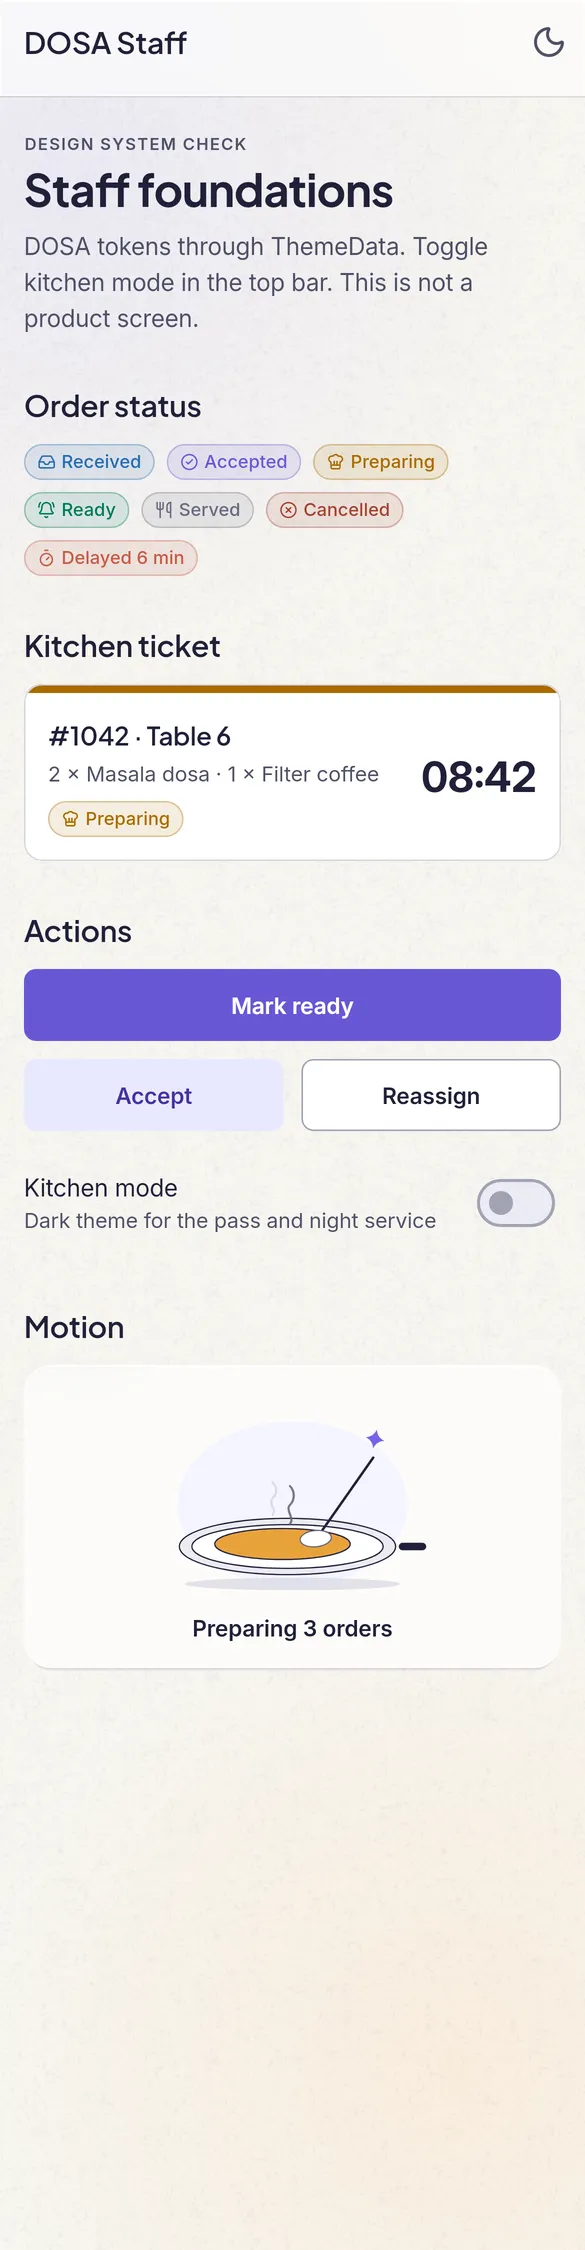 DOSA Staff
DESIGN SYSTEM CHECK
Staff foundations
DOSA tokens through ThemeData. Toggle
kitchen mode in the top bar. This is not a
product screen.
Order status
Received
Accepted
Preparing
Ready
Served
Cancelled
Delayed 6 min
Kitchen ticket
#1042 · Table 6
2 × Masala dosa · 1 × Filter coffee
08:42
Preparing
Actions
Mark ready
Accept
Reassign
Kitchen mode
Dark theme for the pass and night service
Motion
Preparing 3 orders